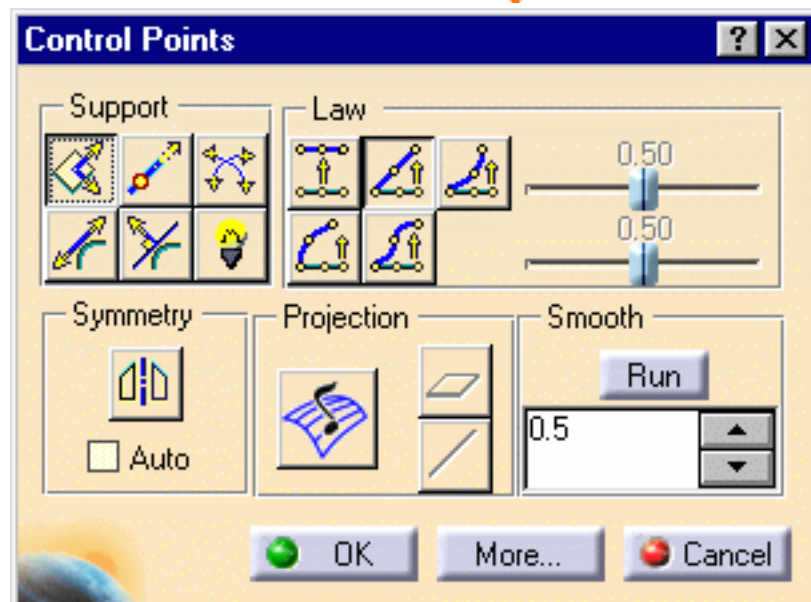 Control Points
Support
Law
0.50
0.50
Symmetry
Projection
Smooth
Run
0.5
Auto
OK
More...
Cancel